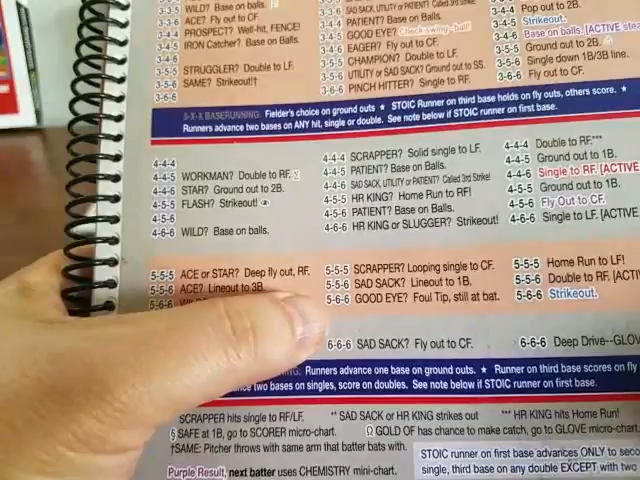 3-3-5 WILD? Base on balls.
3-3-6 ACE? Fly out to CF.
3-4-4 PROSPECT? Well-hit, FENCE!
3-4-5 IRON Catcher? Base on Balls.
3-4-6
3-5-5 STRUGGLER? Double to LF.
3-5-6 SAME? Strikeout!†
3-6-6
3-3-6 SAD SACK, UTILITY or PATIENT? Called 3rd Strike!
3-4-4 PATIENT? Base on Balls.
3-4-5 GOOD EYE? Check swing--ball!
3-4-6 EAGER? Fly out to CF.
3-5-5 CHAMPION? Double to LF.
3-5-6 UTILITY or SAD SACK? Ground out to SS.
3-6-6 PINCH HITTER? Single to RF.
3-4-4 Pop out to 2B.
3-4-5 Strikeout.
3-4-6 Base on balls. [ACTIVE
3-5-5 Ground out to 2B.
3-5-6 Single down 1B/3B line.
3-6-6 Fly out to CF.
3-X-X BASERUNNING: Fielder's choice on ground outs ★ STOIC Runner on third base holds on fly outs, others score. ★
Runners advance two bases on ANY hit, single or double. See note below if STOIC runner on first base.
4-4-4
4-4-5 WORKMAN? Double to RF.
4-4-6 STAR? Ground out to 2B.
4-5-5 FLASH? Strikeout!
4-5-6
4-6-6 WILD? Base on balls.
4-4-4 SCRAPPER? Solid single to LF.
4-4-5 PATIENT? Base on Balls.
4-4-6 SAD SACK, UTILITY or PATIENT? Called 3rd Strike!
4-5-5 HR KING? Home Run to RF!
4-5-6 PATIENT? Base on Balls.
4-6-6 HR KING or SLUGGER? Strikeout!
4-4-4 Double to RF.***
4-4-5 Ground out to 1B.
4-4-6 Single to RF. [ACTIVE
4-5-5 Ground out to 1B.
4-5-6 Fly Out to CF.
4-6-6 Single to LF. [ACTIV
5-5-5 ACE or STAR? Deep fly out, RF.
5-5-6 ACE? Lineout to 3B.
5-6-6
5-5-5 SCRAPPER? Looping single to CF.
5-5-6 SAD SACK? Lineout to 1B.
5-6-6 GOOD EYE? Foul Tip, still at bat.
5-5-5 Home Run to LF!
5-5-6 Double to RF. [ACTI
5-6-6 Strikeout.
6-6-6 SAD SACK? Fly out to CF.
6-6-6 Deep Drive--GLOV
Runners advance one base on ground outs. ★ Runner on third base scores on fly
two bases on singles, score on doubles. See note below if STOIC runner on first base.
SCRAPPER hits single to RF/LF. ** SAD SACK or HR KING strikes out *** HR KING hits Home Run!
§ SAFE at 1B, go to SCORER micro-chart. Ω GOLD OF has chance to make catch, go to GLOVE micro-chart.
†SAME: Pitcher throws with same arm that batter bats with.
Purple Result, next batter uses CHEMISTRY mini-chart.
STOIC runner on first base advances ONLY to seco
single, third base on any double EXCEPT with two